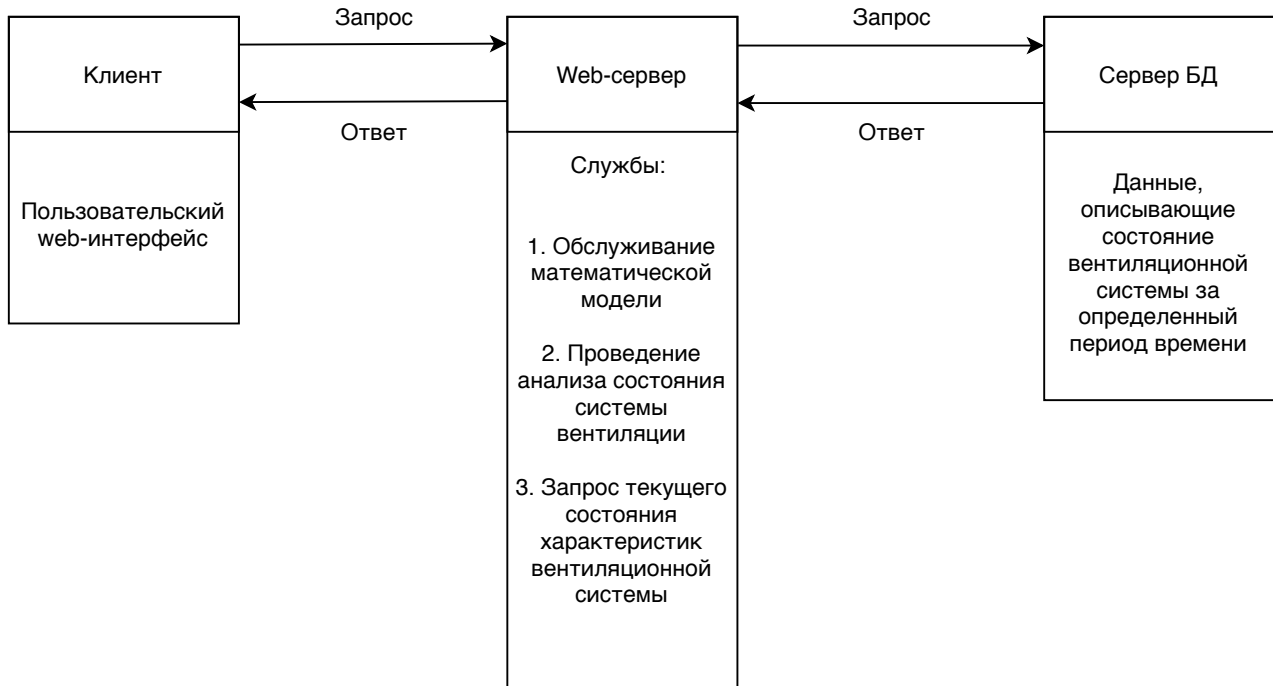 Запрос
Запрос
Клиент
Web-сервер
Сервер БД
Ответ
Ответ
Пользовательский
web-интерфейс
Службы:
1. Обслуживание
математической
модели
2. Проведение
анализа состояния
системы
вентиляции
3. Запрос текущего
состояния
характеристик
вентиляционной
системы
Данные,
описывающие
состояние
вентиляционной
системы за
определенный
период времени